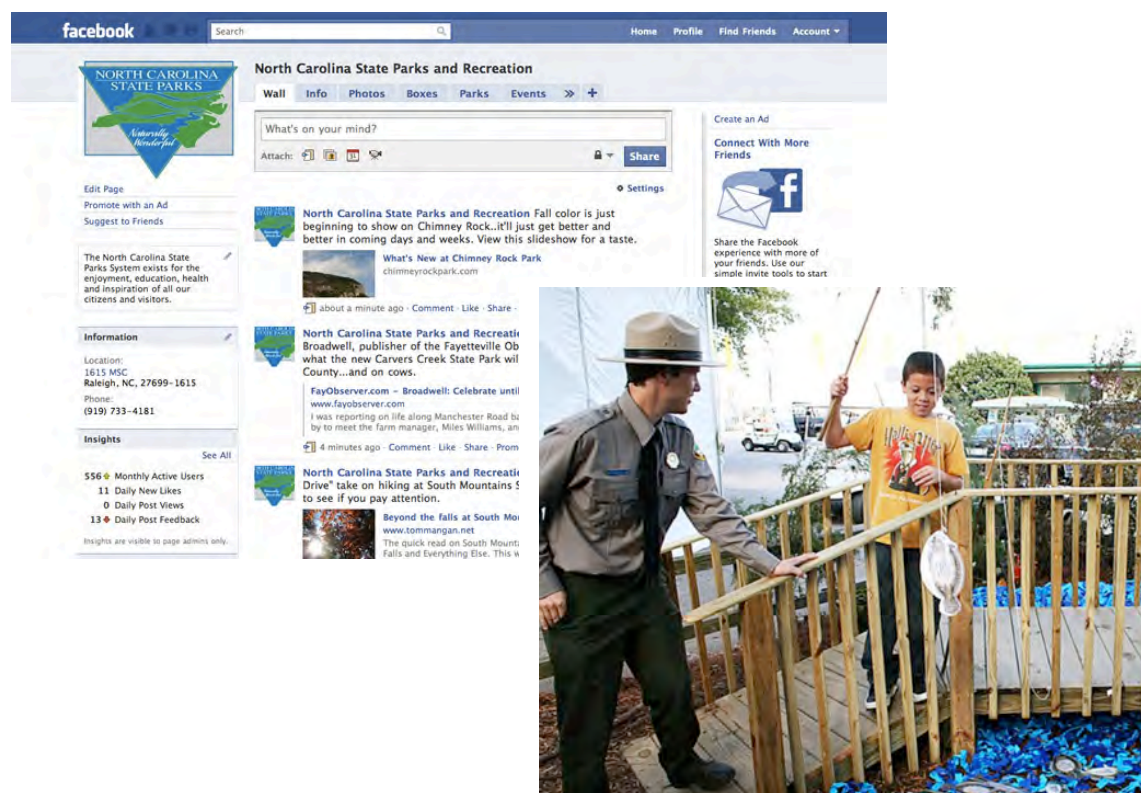 facebook
Search
Home Profile Find Friends Account
NORTH CAROLINA
STATE PARKS
Naturally
Wonderful
North Carolina State Parks and Recreation
Wall Info Photos Boxes Parks Events » +
What's on your mind?
Attach:
31
Share
Settings
Edit Page
Promote with an Ad
Suggest to Friends
The North Carolina State
Parks System exists for the
enjoyment, education, health
and inspiration of all our
citizens and visitors.
Information
Location:
1615 MSC
Raleigh, NC, 27699-1615
Phone:
(919) 733-4181
Insights
See All
556 Monthly Active Users
11 Daily New Likes
0 Daily Post Views
13 Daily Post Feedback
Insights are visible to page admins only.
North Carolina State Parks and Recreation Fall color is just
beginning to show on Chimney Rock..it'll just get better and
better in coming days and weeks. View this slideshow for a taste.
What's New at Chimney Rock Park
chimneyrockpark.com
about a minute ago · Comment · Like · Share ·
North Carolina State Parks and Recreati
Broadwell, publisher of the Fayetteville Ob
what the new Carvers Creek State Park wil
County...and on cows.
FayObserver.com – Broadwell: Celebrate until
www.fayobserver.com
I was reporting on life along Manchester Road ba
by to meet the farm manager, Miles Williams, an
4 minutes ago · Comment · Like · Share · Prom
North Carolina State Parks and Recreati
Drive" take on hiking at South Mountains S
to see if you pay attention.
Beyond the falls at South Mou
www.tommangan.net
The quick read on South Mounta
Falls and Everything Else. This w
Create an Ad
Connect With More
Friends
Share the Facebook
experience with more of
your friends. Use our
simple invite tools to start